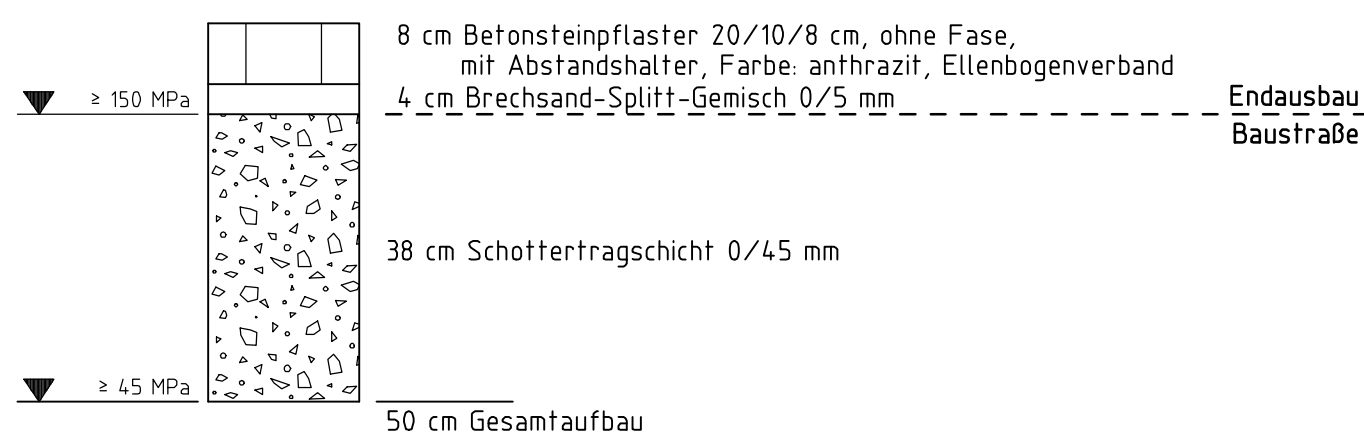 8 cm Betonsteinpflaster 20/10/8 cm, ohne Fase,
mit Abstandshalter, Farbe: anthrazit, Ellenbogenverband
≥ 150 MPa
4 cm Brechsand-Splitt-Gemisch 0/5 mm
Endausbau
Baustraße
38 cm Schottertragschicht 0/45 mm
≥ 45 MPa
50 cm Gesamtaufbau